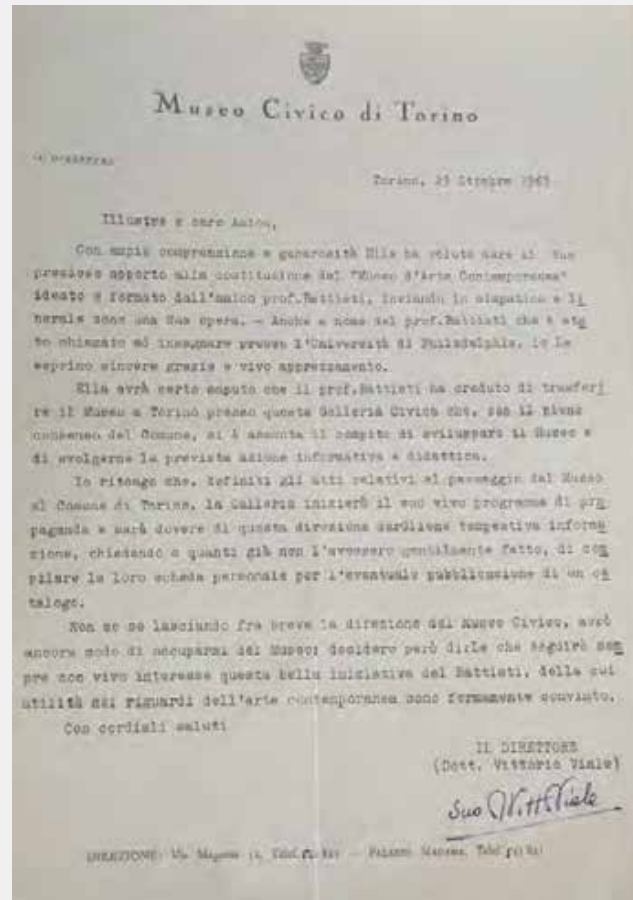 Museo Civico di Torino
IL DIRETTORE
Torino, 23 Ottobre 1965
Illustre e caro Amico,
Con ampia comprensione e generosità Ella ha voluto dare il Suo
prezioso apporto alla costituzione del "Museo d'Arte Contemporanea"
ideato e formato dall'amico prof.Battisti, inviando in simpatica e li
berale dono una Sua opera. - Anche a nome del prof.Battisti che è sta
to chiamato ad insegnare presso l'Università di Philadelphia, io Le
esprimo sincere grazie e vivo apprezzamento.
Ella avrà certo saputo che il prof.Battisti ha creduto di trasferi
re il Museo a Torino presso questa Galleria Civica che, con il pieno
consenso del Comune, si è assunta il compito di sviluppare il Museo e
di svolgerne la prevista azione informativa e didattica.
Io ritengo che, definiti gli atti relativi al passaggio del Museo
al Comune di Torino, la Galleria inizierà il suo vivo programma di pro
paganda e sarà dovere di questa direzione dargliene tempestiva informa
zione, chiedendo a quanti già non l'avessero gentilmente fatto, di com
pilare la loro scheda personale per l'eventuale pubblicazione di un ca
talogo.
Non so se lasciando fra breve la direzione del Museo Civico, avrò
ancora modo di occuparmi del Museo; desidero però dirLe che seguirò sem
pre con vivo interesse questa bella iniziativa del Battisti, della cui
utilità nei riguardi dell'arte contemporanea sono fermamente convinto.
Con cordiali saluti
IL DIRETTORE
(Dott. Vittorio Viale)
Suo Vitt. Viale
DIREZIONE: Via Magenta 31, Telef. — Palazzo Madama, Telef.